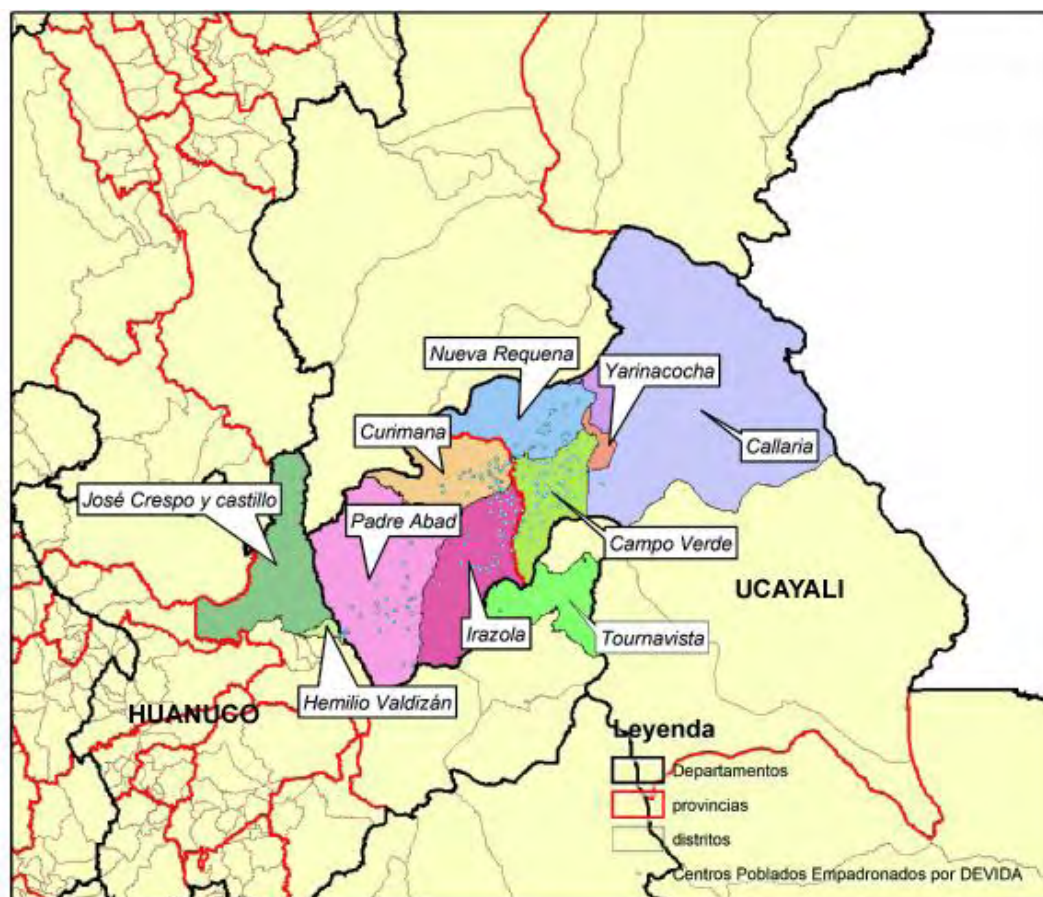 Nueva Requena
Yarinacocha
Curimana
Callaria
José Crespo y castillo
Padre Abad
Campo Verde
UCAYALI
Irazola
Tournavista
Hemilio Valdizán
HUANUCO
Leyenda
Departamentos
provincias
distritos
Centros Poblados Empadronados por DEVIDA